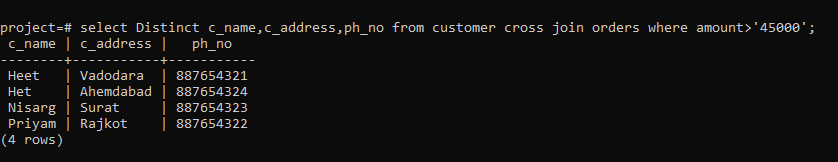 project=# select Distinct c_name,c_address,ph_no from customer cross join orders where amount>'45000';
 c_name | c_address |   ph_no
--------+-----------+-----------
 Heet   | Vadodara  | 887654321
 Het    | Ahemdabad | 887654324
 Nisarg | Surat     | 887654323
 Priyam | Rajkot    | 887654322
(4 rows)